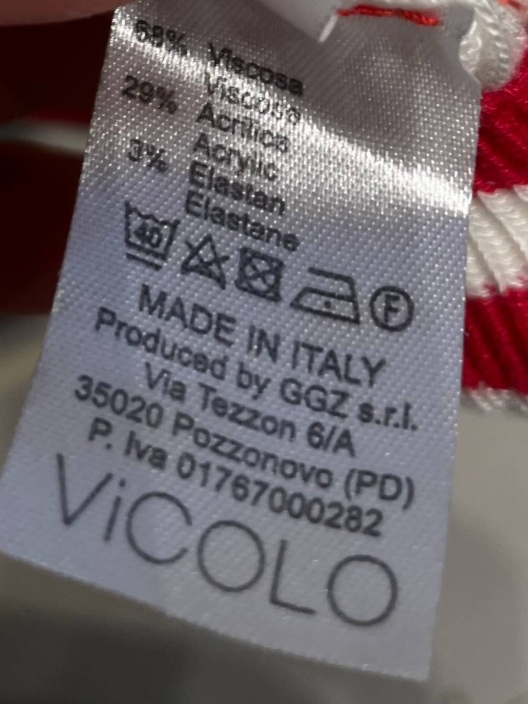 68% Viscosa
Viscose
29% Acrilico
Acrylic
3% Elastan
Elastane
40
F
MADE IN ITALY
Produced by GGZ s.r.l.
Via Tezzon 6/A
35020 Pozzonovo (PD)
P. Iva 01767000282
ViCOLO